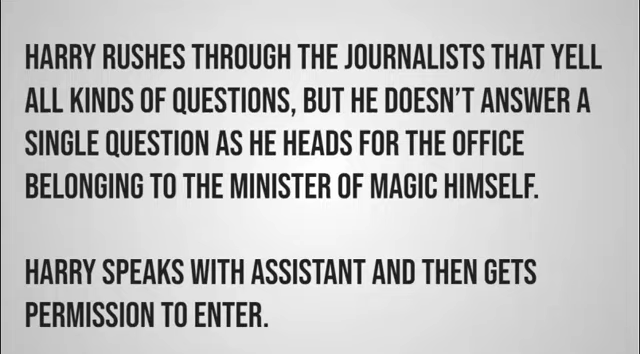 HARRY RUSHES THROUGH THE JOURNALISTS THAT YELL
ALL KINDS OF QUESTIONS, BUT HE DOESN'T ANSWER A
SINGLE QUESTION AS HE HEADS FOR THE OFFICE
BELONGING TO THE MINISTER OF MAGIC HIMSELF.
HARRY SPEAKS WITH ASSISTANT AND THEN GETS
PERMISSION TO ENTER.